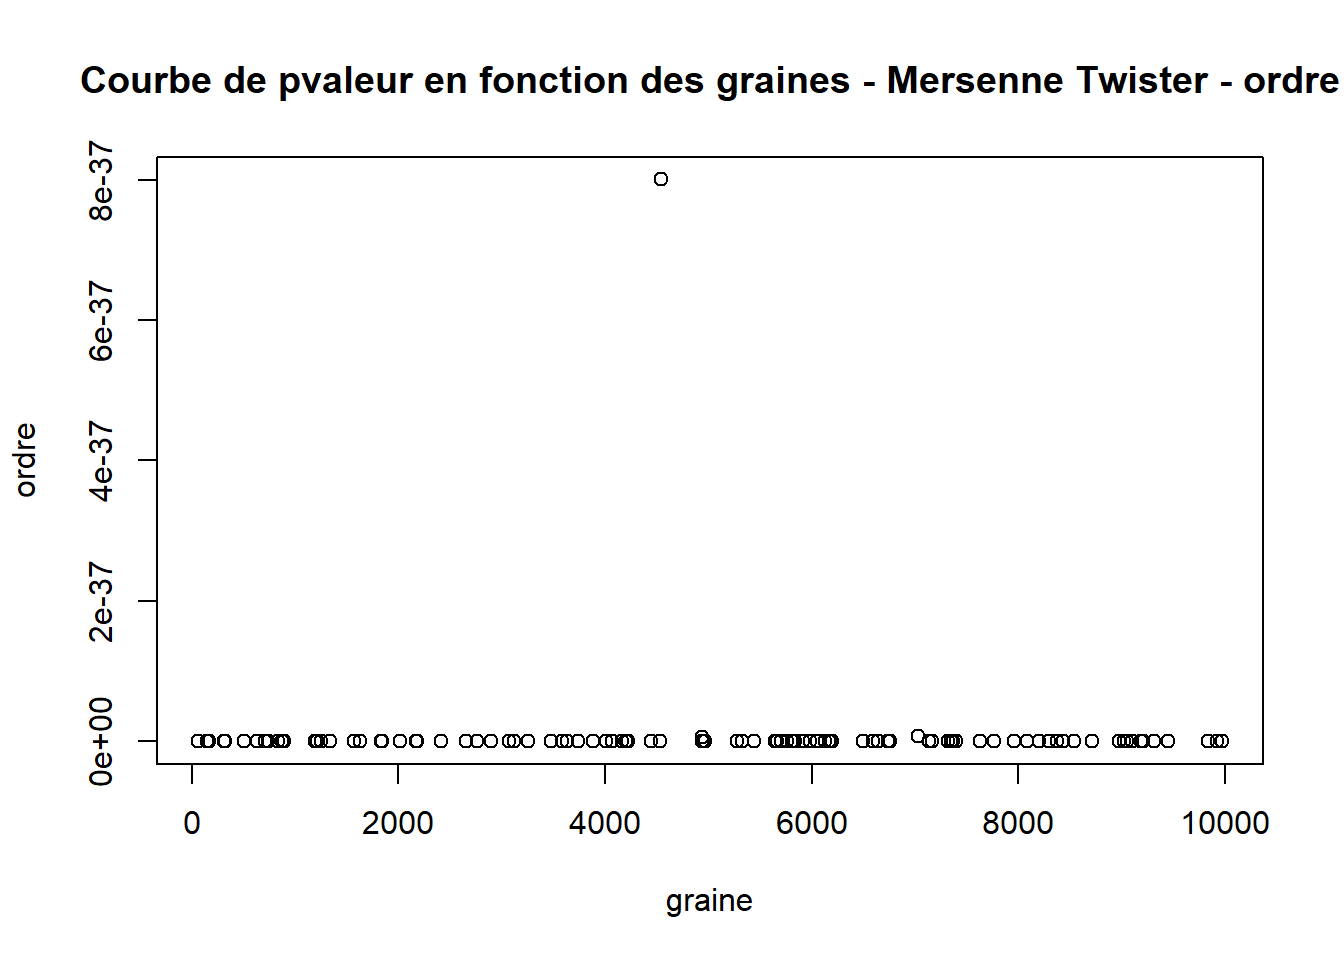 Courbe de pvaleur en fonction des graines - Mersenne Twister - ordre
8e-37
6e-37
4e-37
2e-37
0e+00
ordre
0 2000 4000 6000 8000 10000
graine